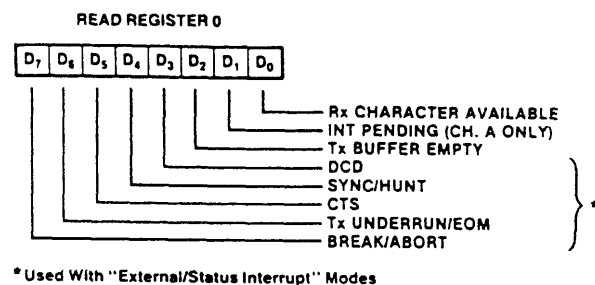 READ REGISTER 0
D7 D6 D5 D4 D3 D2 D1 D0
Rx CHARACTER AVAILABLE
INT PENDING (CH. A ONLY)
Tx BUFFER EMPTY
DCD
SYNC/HUNT
CTS
Tx UNDERRUN/EOM
BREAK/ABORT
*
*Used With "External/Status Interrupt" Modes